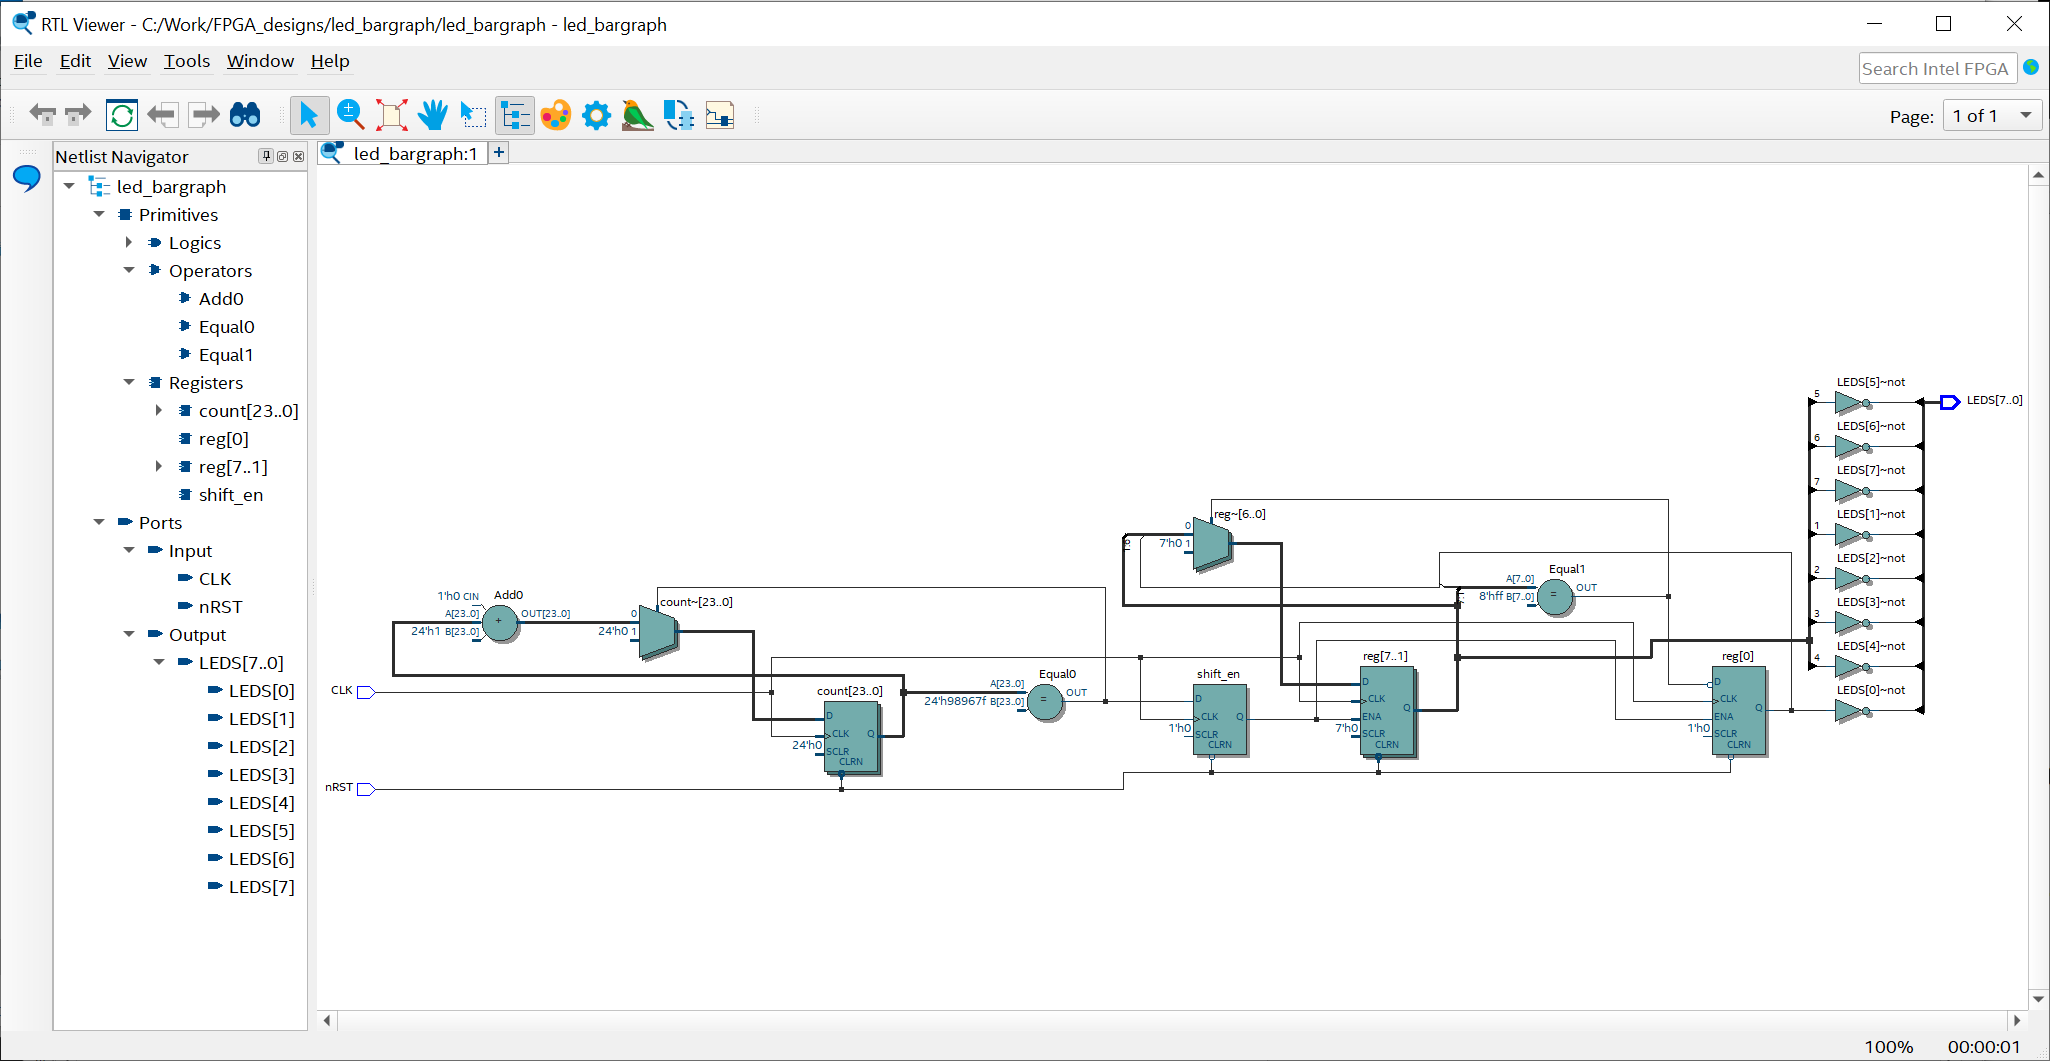 RTL Viewer - C:/Work/FPGA_designs/led_bargraph/led_bargraph - led_bargraph
File Edit View Tools Window Help
Search Intel FPGA
Page: 1 of 1
Netlist Navigator
led_bargraph:1 +
led_bargraph
Primitives
Logics
Operators
Add0
Equal0
Equal1
Registers
count[23..0]
reg[0]
reg[7..1]
shift_en
Ports
Input
CLK
nRST
Output
LEDS[7..0]
LEDS[0]
LEDS[1]
LEDS[2]
LEDS[3]
LEDS[4]
LEDS[5]
LEDS[6]
LEDS[7]
CLK
nRST
1'h0 CIN
Add0
A[23..0]
24'h1 B[23..0]
+
OUT[23..0]
count~[23..0]
0
24'h0 1
count[23..0]
D
CLK
Q
24'h0
SCLR
CLRN
Equal0
A[23..0]
24'h98967f B[23..0]
=
OUT
shift_en
D
CLK
Q
1'h0
SCLR
CLRN
reg~[6..0]
0
7'h0 1
reg[7..1]
D
CLK
Q
ENA
7'h0
SCLR
CLRN
Equal1
A[7..0]
8'hff B[7..0]
=
OUT
reg[0]
D
CLK
Q
ENA
1'h0
SCLR
CLRN
LEDS[5]~not
5
LEDS[7..0]
LEDS[6]~not
6
LEDS[7]~not
7
LEDS[1]~not
1
LEDS[2]~not
2
LEDS[3]~not
3
LEDS[4]~not
4
LEDS[0]~not
100% 00:00:01